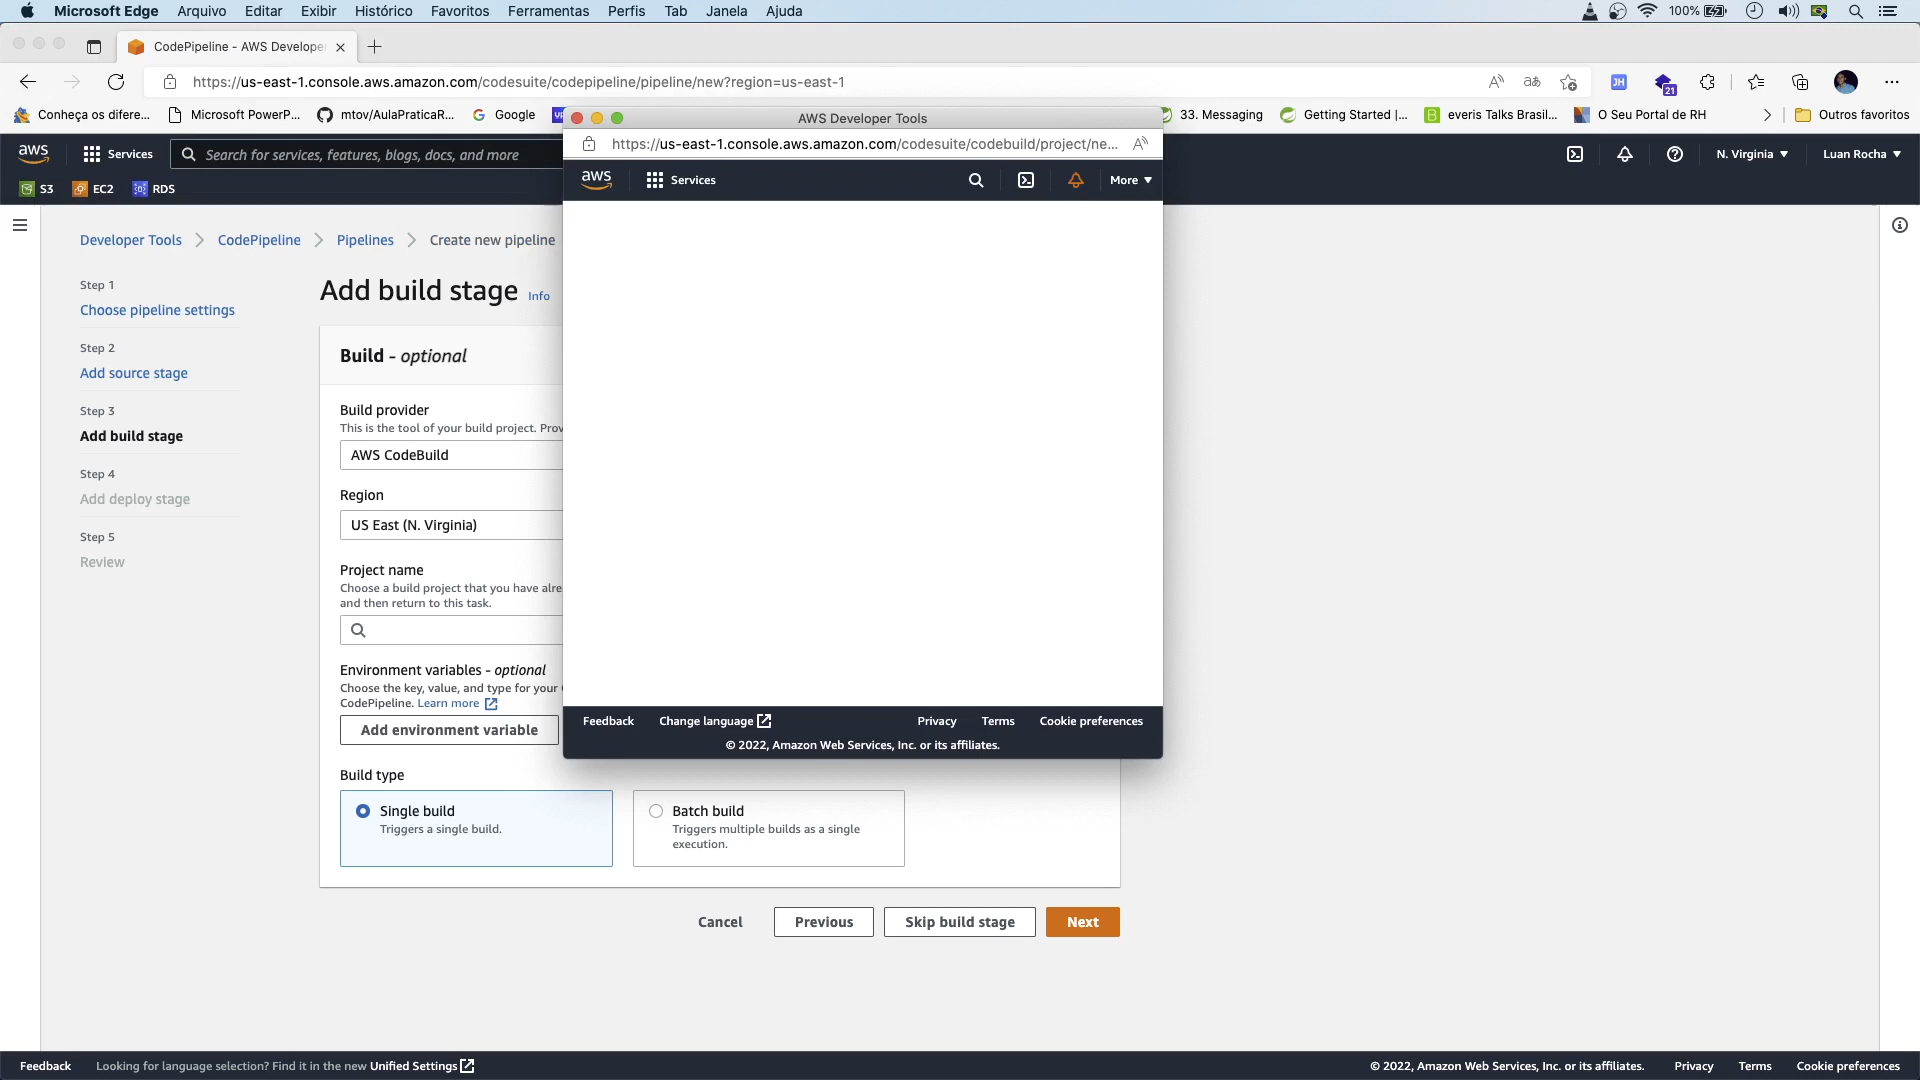 Microsoft Edge Arquivo Editar Exibir Histórico Favoritos Ferramentas Perfis Tab Janela Ajuda 100%
CodePipeline - AWS Develope
https://us-east-1.console.aws.amazon.com/codesuite/codepipeline/pipeline/new?region=us-east-1
21
Conheça os difere... Microsoft PowerP... mtov/AulaPraticaR... Google 33. Messaging Getting Started |... everis Talks Brasil... O Seu Portal de RH Outros favoritos
AWS Developer Tools
https://us-east-1.console.aws.amazon.com/codesuite/codebuild/project/ne...
aws Services Search for services, features, blogs, docs, and more N. Virginia Luan Rocha
aws Services More
S3 EC2 RDS
Developer Tools CodePipeline Pipelines Create new pipeline
Step 1
Choose pipeline settings
Step 2
Add source stage
Step 3
Add build stage
Step 4
Add deploy stage
Step 5
Review
Add build stage Info
Build - optional
Build provider
This is the tool of your build project. Prov
AWS CodeBuild
Region
US East (N. Virginia)
Project name
Choose a build project that you have alre
and then return to this task.
Environment variables - optional
Choose the key, value, and type for your
CodePipeline. Learn more
Add environment variable
Feedback Change language Privacy Terms Cookie preferences
© 2022, Amazon Web Services, Inc. or its affiliates.
Build type
Single build
Triggers a single build.
Batch build
Triggers multiple builds as a single
execution.
Cancel Previous Skip build stage Next
Feedback Looking for language selection? Find it in the new Unified Settings © 2022, Amazon Web Services, Inc. or its affiliates. Privacy Terms Cookie preferences